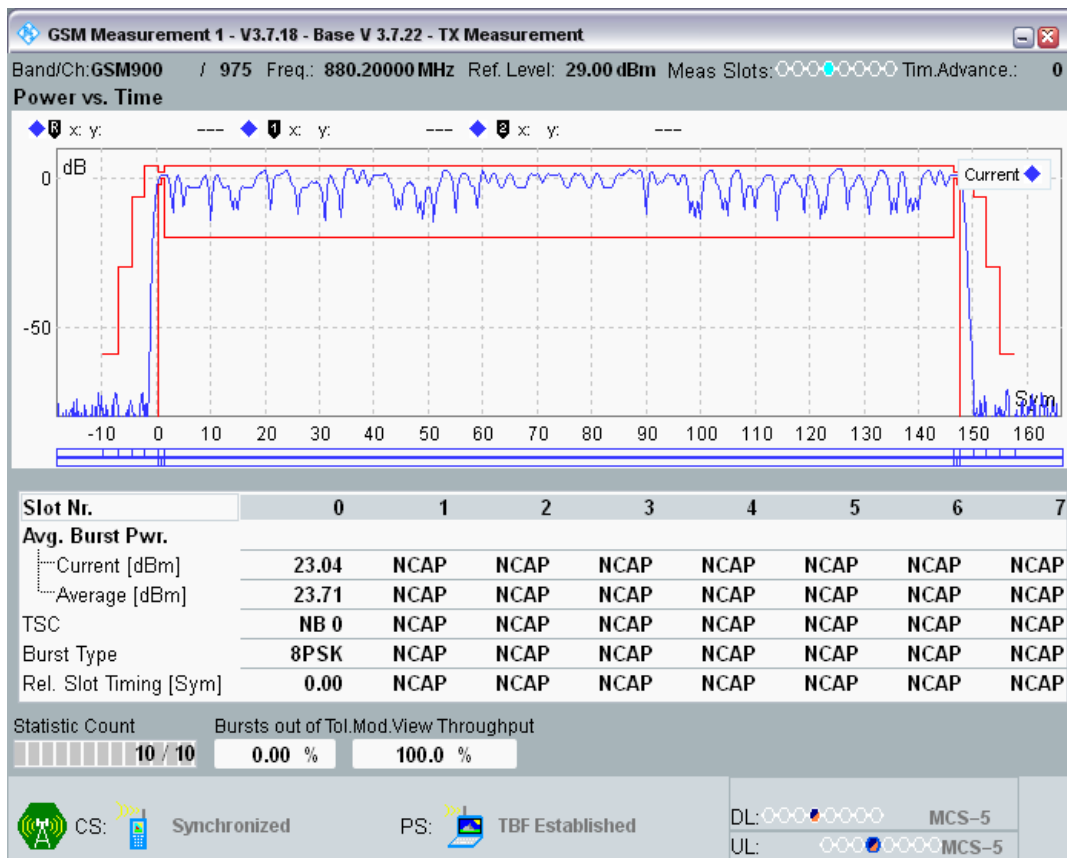 GSM Measurement 1 - V3.7.18 - Base V 3.7.22 - TX Measurement
Band/Ch:GSM900 / 975 Freq.: 880.20000 MHz Ref. Level: 29.00 dBm Meas Slots: Tim.Advance.: 0
Power vs. Time
R x: y: --- 1 x: y: --- 2 x: y: ---
dB
Current
0
-50
Sym
-10 0 10 20 30 40 50 60 70 80 90 100 110 120 130 140 150 160
Slot Nr. 0 1 2 3 4 5 6 7
Avg. Burst Pwr.
Current [dBm] 23.04 NCAP NCAP NCAP NCAP NCAP NCAP NCAP
Average [dBm] 23.71 NCAP NCAP NCAP NCAP NCAP NCAP NCAP
TSC NB 0 NCAP NCAP NCAP NCAP NCAP NCAP NCAP
Burst Type 8PSK NCAP NCAP NCAP NCAP NCAP NCAP NCAP
Rel. Slot Timing [Sym] 0.00 NCAP NCAP NCAP NCAP NCAP NCAP NCAP
Statistic Count Bursts out of Tol.Mod.View Throughput
10 / 10 0.00 % 100.0 %
CS: Synchronized PS: TBF Established DL: MCS-5
UL: MCS-5